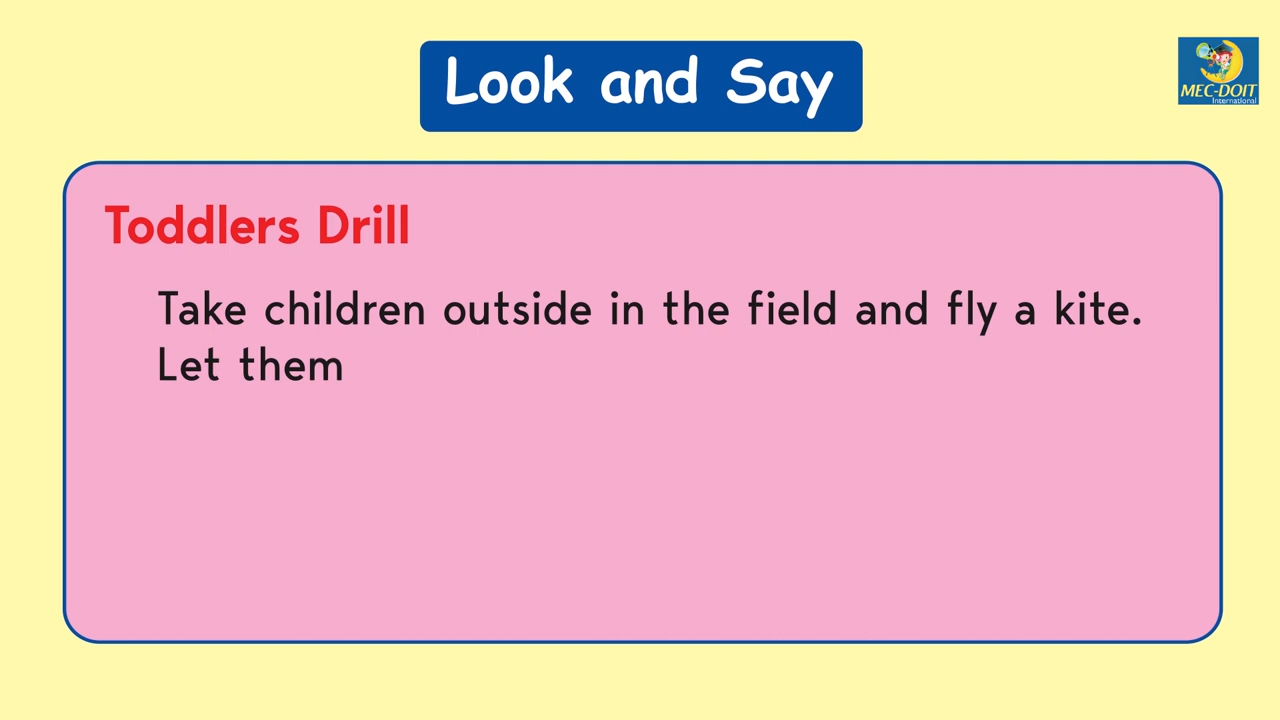 Look and Say
MEC-DOIT
International
Toddlers Drill
Take children outside in the field and fly a kite.
Let them